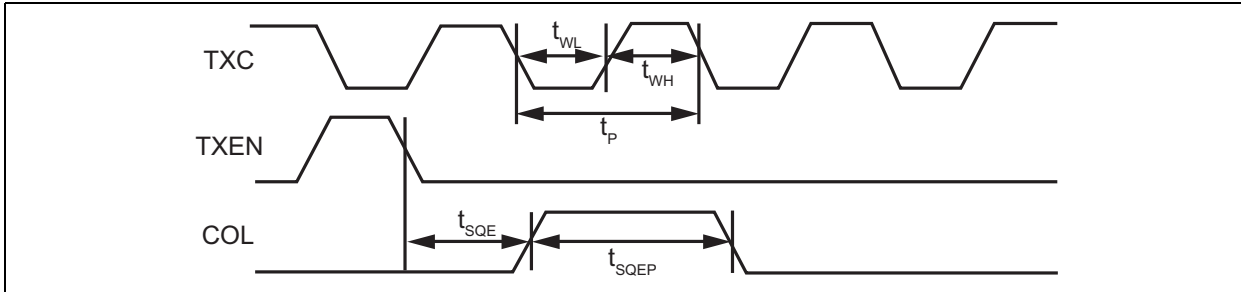 TXC
t_WL
t_WH
t_P
TXEN
COL
t_SQE
t_SQEP